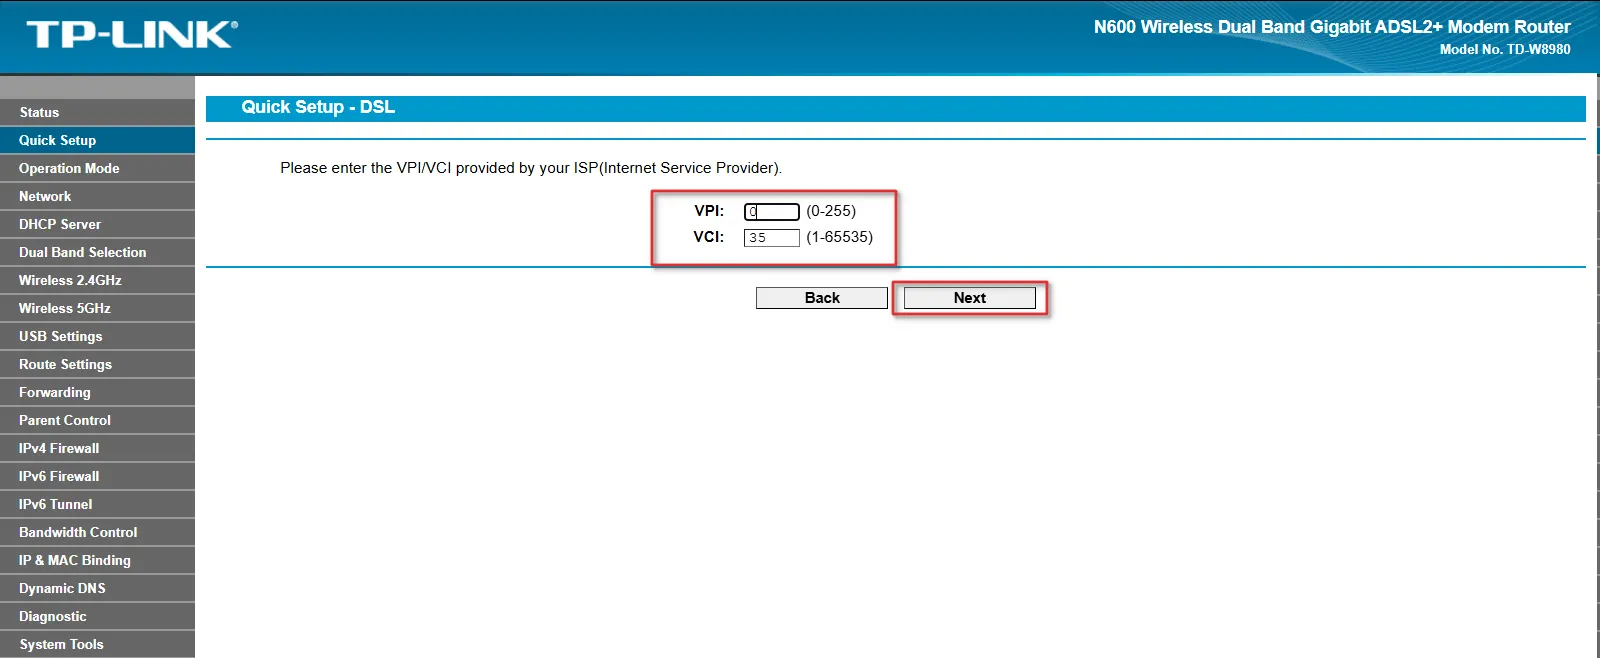 TP-LINK®
N600 Wireless Dual Band Gigabit ADSL2+ Modem Router
Model No. TD-W8980
Status
Quick Setup
Operation Mode
Network
DHCP Server
Dual Band Selection
Wireless 2.4GHz
Wireless 5GHz
USB Settings
Route Settings
Forwarding
Parent Control
IPv4 Firewall
IPv6 Firewall
IPv6 Tunnel
Bandwidth Control
IP & MAC Binding
Dynamic DNS
Diagnostic
System Tools
Quick Setup - DSL
Please enter the VPI/VCI provided by your ISP(Internet Service Provider).
VPI: 0 (0-255)
VCI: 35 (1-65535)
Back Next